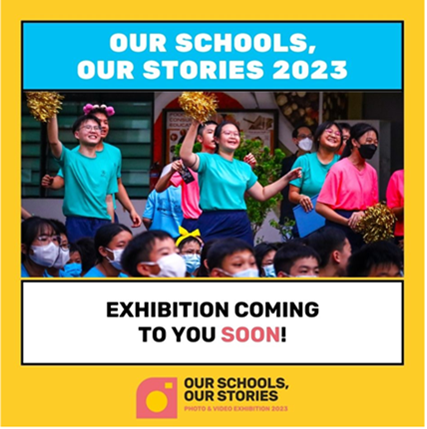 OUR SCHOOLS,
OUR STORIES 2023
EXHIBITION COMING
TO YOU SOON!
OUR SCHOOLS,
OUR STORIES
PHOTO & VIDEO EXHIBITION 2023